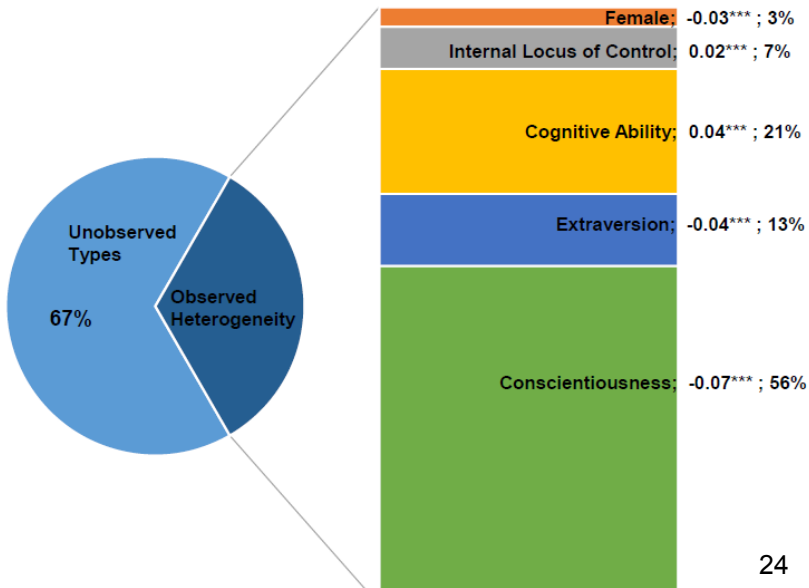 Female; -0.03*** ; 3%
Internal Locus of Control; 0.02*** ; 7%
Cognitive Ability; 0.04*** ; 21%
Extraversion; -0.04*** ; 13%
Conscientiousness; -0.07*** ; 56%
Unobserved
Types
67%
Observed
Heterogeneity
24